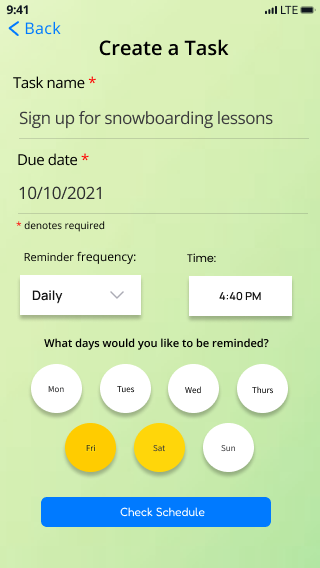 9:41 LTE
Back
Create a Task
Task name *
Sign up for snowboarding lessons
Due date *
10/10/2021
* denotes required
Reminder frequency: Time:
Daily 4:40 PM
What days would you like to be reminded?
Mon Tues Wed Thurs
Fri Sat Sun
Check Schedule